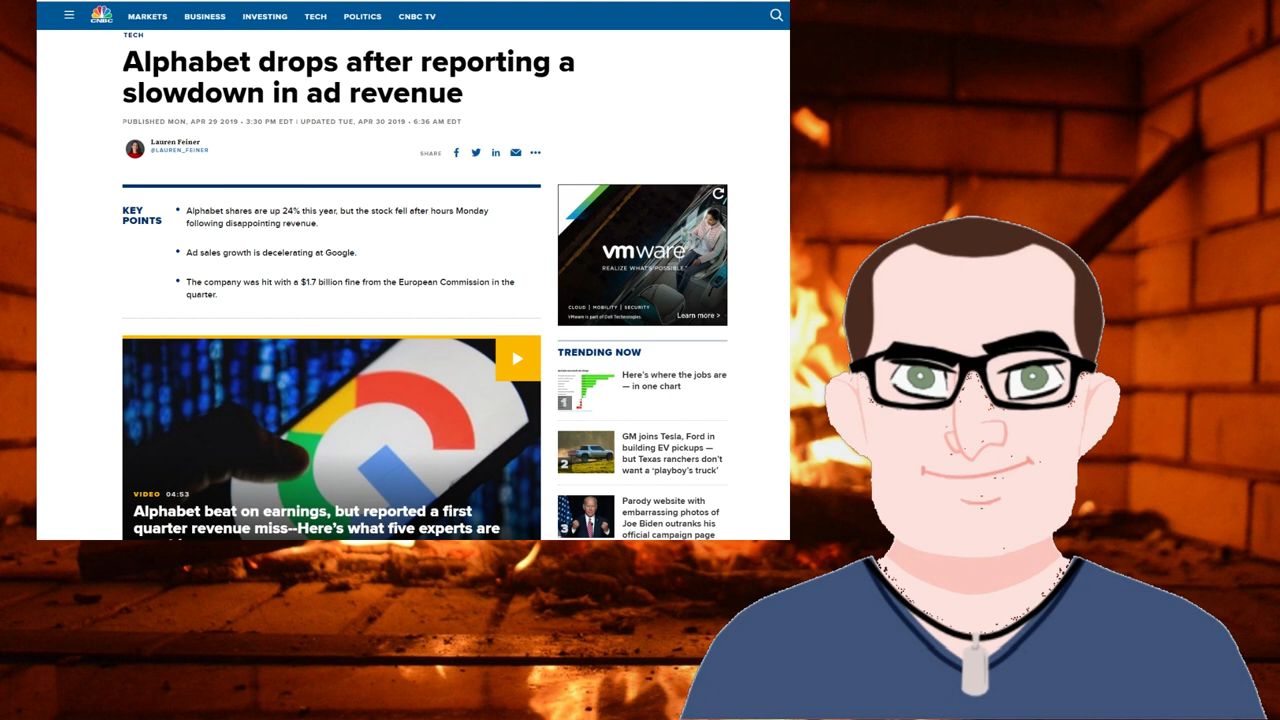 CNBC
MARKETS BUSINESS INVESTING TECH POLITICS CNBC TV
TECH
Alphabet drops after reporting a
slowdown in ad revenue
PUBLISHED MON, APR 29 2019 • 3:30 PM EDT | UPDATED TUE, APR 30 2019 • 6:36 AM EDT
Lauren Feiner
@LAUREN_FEINER
SHARE
KEY
POINTS
Alphabet shares are up 24% this year, but the stock fell after hours Monday
following disappointing revenue.
Ad sales growth is decelerating at Google.
The company was hit with a $1.7 billion fine from the European Commission in the
quarter.
VIDEO 04:53
Alphabet beat on earnings, but reported a first
quarter revenue miss--Here's what five experts are
vmware
REALIZE WHAT'S POSSIBLE.
CLOUD | MOBILITY | SECURITY
VMware is part of Dell Technologies
Learn more >
TRENDING NOW
1
Here's where the jobs are
— in one chart
2
GM joins Tesla, Ford in
building EV pickups —
but Texas ranchers don't
want a 'playboy's truck'
3
Parody website with
embarrassing photos of
Joe Biden outranks his
official campaign page